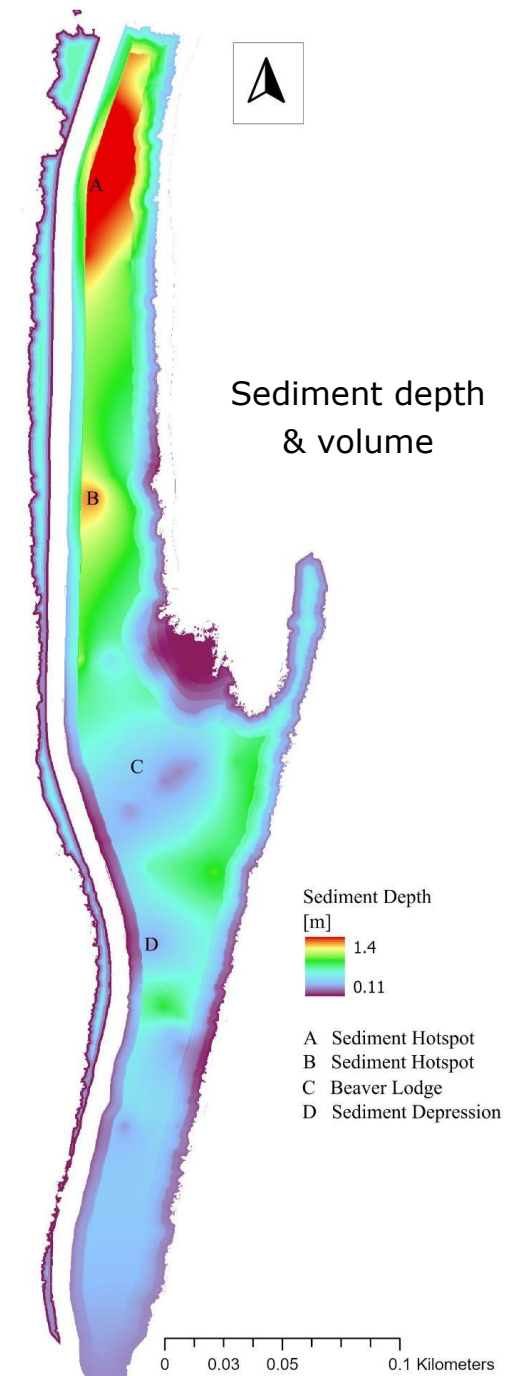 A
Sediment depth
& volume
B
C
D
Sediment Depth
[m]
1.4
0.11
A Sediment Hotspot
B Sediment Hotspot
C Beaver Lodge
D Sediment Depression
0 0.03 0.05 0.1 Kilometers